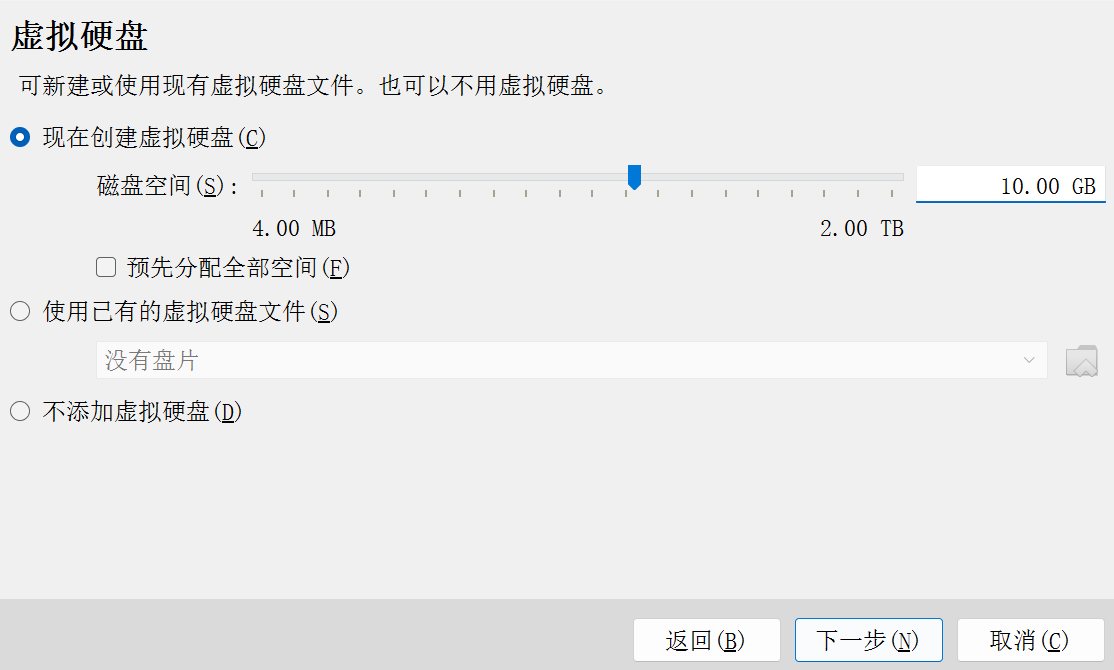 虚拟硬盘
可新建或使用现有虚拟硬盘文件。也可以不用虚拟硬盘。
现在创建虚拟硬盘(C)
磁盘空间(S): 10.00 GB
4.00 MB 2.00 TB
预先分配全部空间(F)
使用已有的虚拟硬盘文件(S)
没有盘片
不添加虚拟硬盘(D)
返回(B) 下一步(N) 取消(C)